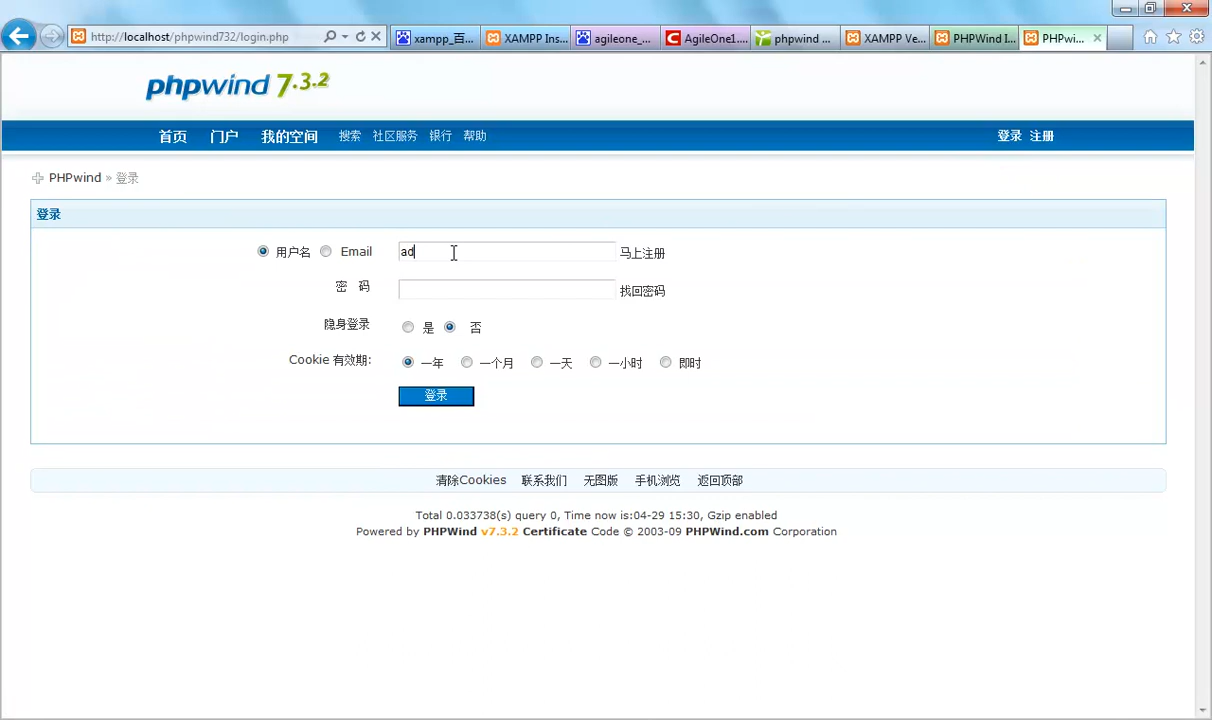 http://localhost/phpwind732/login.php
xampp_百... XAMPP Ins... agileone_... AgileOne1.... phpwind ... XAMPP Ve... PHPWind I... PHPwi...
phpwind 7.3.2
首页 门户 我的空间 搜索 社区服务 银行 帮助 登录 注册
PHPwind » 登录
登录
用户名 Email ad 马上注册
密 码 找回密码
隐身登录 是 否
Cookie 有效期: 一年 一个月 一天 一小时 即时
登录
清除Cookies 联系我们 无图版 手机浏览 返回顶部
Total 0.033738(s) query 0, Time now is:04-29 15:30, Gzip enabled
Powered by PHPWind v7.3.2 Certificate Code © 2003-09 PHPWind.com Corporation